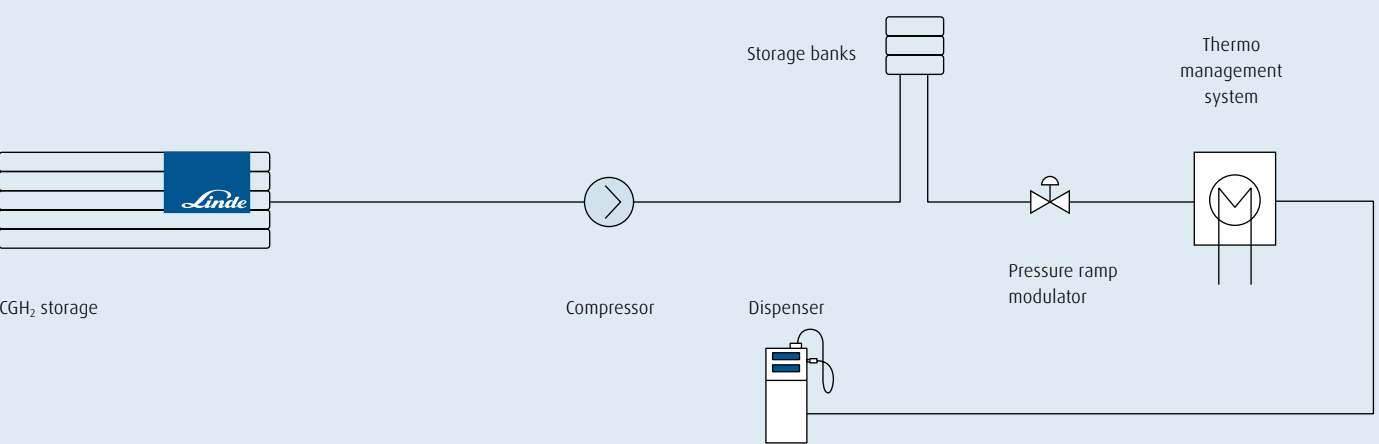 Storage banks
Thermo
management
system
Linde
Pressure ramp
modulator
CGH₂ storage
Compressor
Dispenser